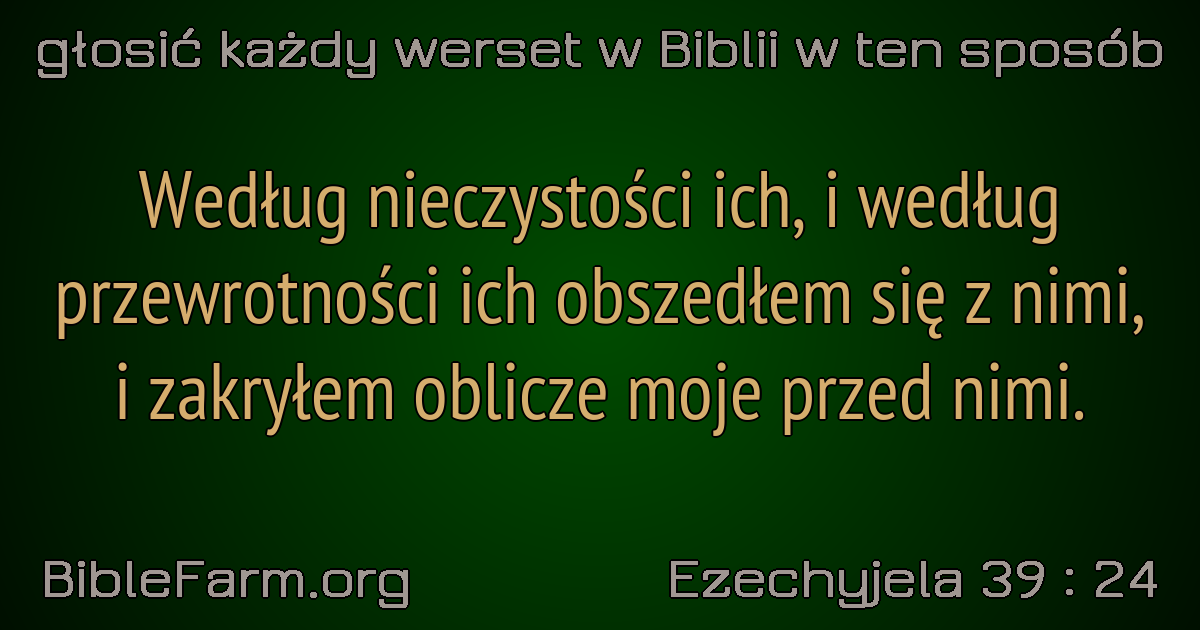 głosić każdy werset w Biblii w ten sposób
Według nieczystości ich, i według
przewrotności ich obszedłem się z nimi,
i zakryłem oblicze moje przed nimi.
BibleFarm.org
Ezechyjela 39 : 24